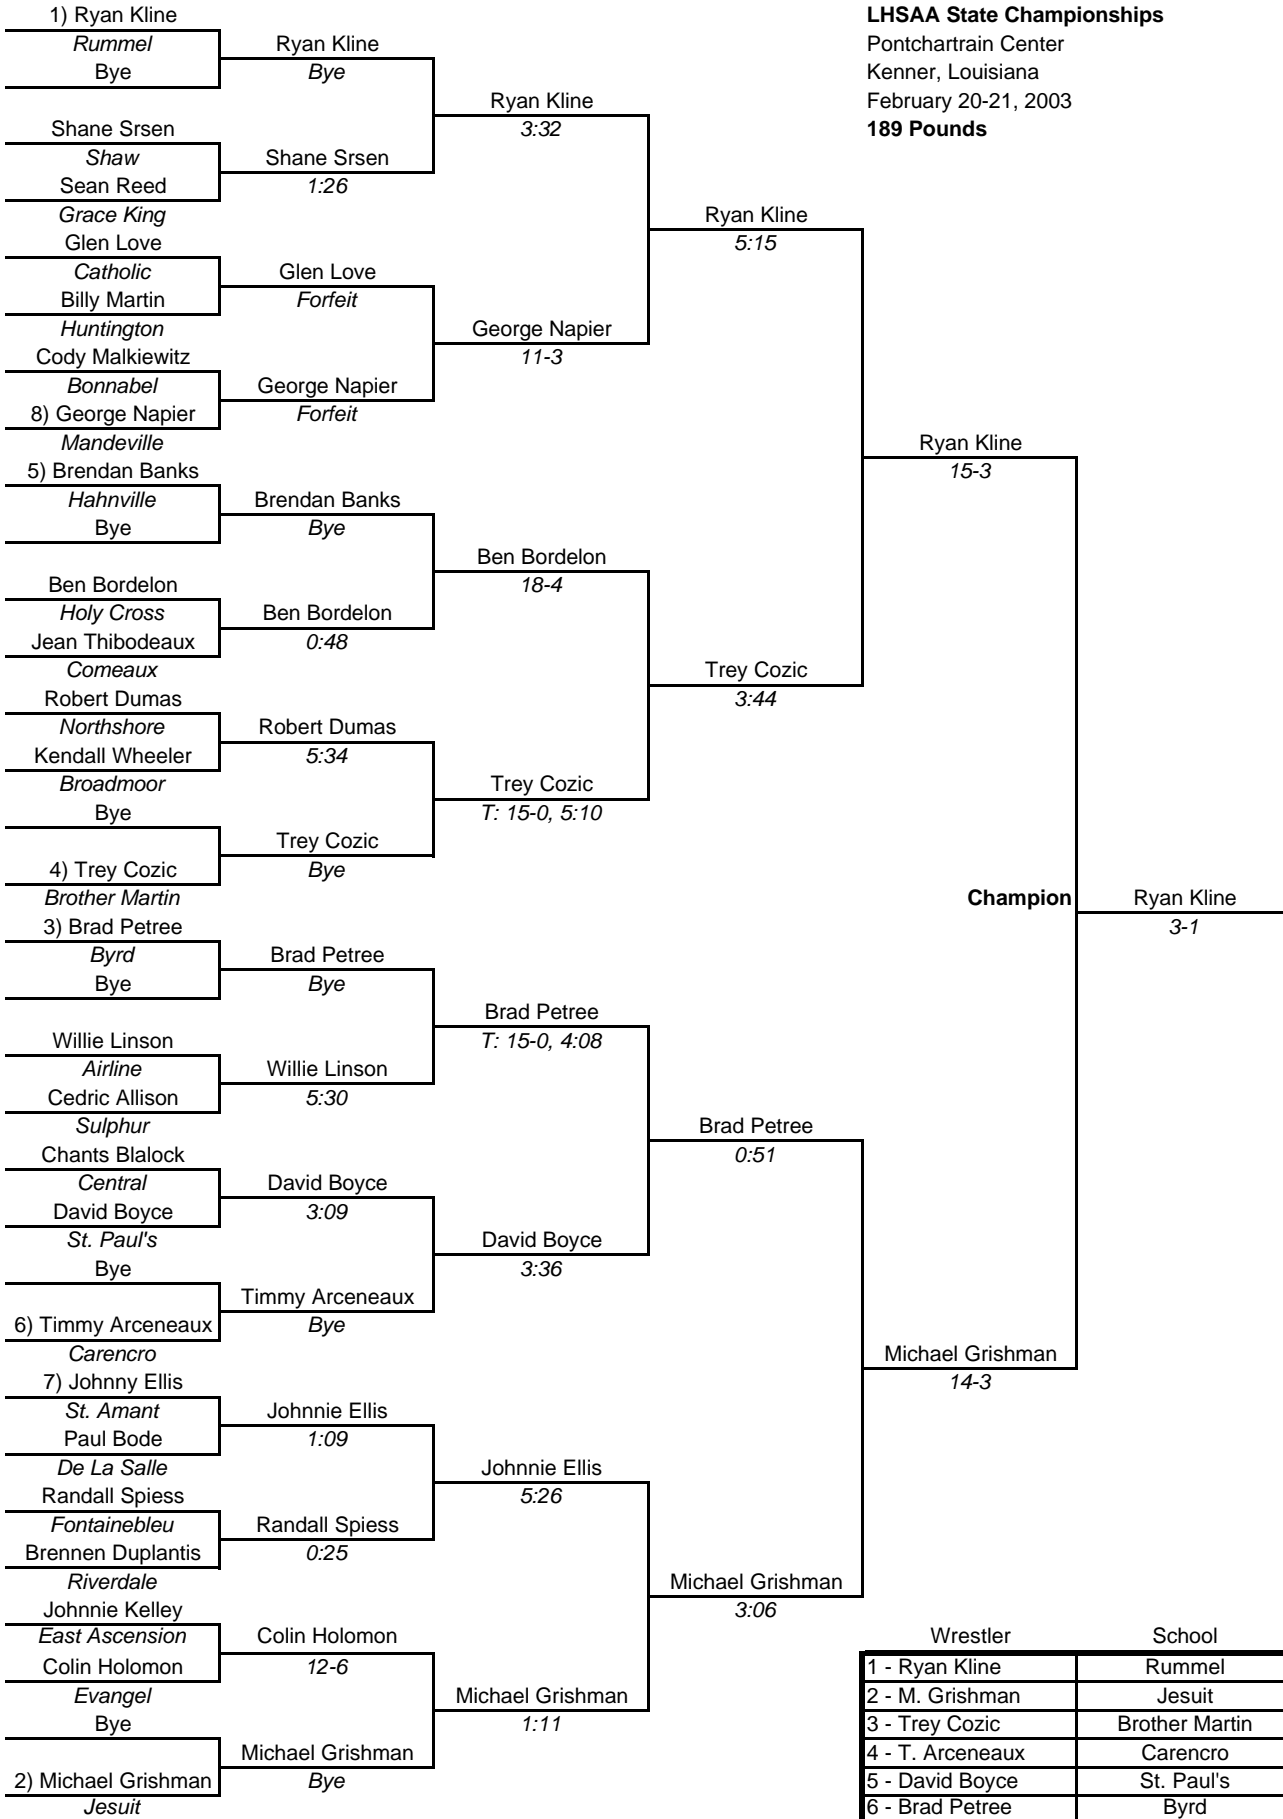 LHSAA State Championships
Pontchartrain Center
Kenner, Louisiana
February 20-21, 2003
189 Pounds
1) Ryan Kline
Rummel
Bye
Shane Srsen
Shaw
Sean Reed
Grace King
Glen Love
Catholic
Billy Martin
Huntington
Cody Malkiewitz
Bonnabel
8) George Napier
Mandeville
5) Brendan Banks
Hahnville
Bye
Ben Bordelon
Holy Cross
Jean Thibodeaux
Comeaux
Robert Dumas
Northshore
Kendall Wheeler
Broadmoor
Bye
4) Trey Cozic
Brother Martin
3) Brad Petree
Byrd
Bye
Willie Linson
Airline
Cedric Allison
Sulphur
Chants Blalock
Central
David Boyce
St. Paul's
Bye
6) Timmy Arceneaux
Carencro
7) Johnny Ellis
St. Amant
Paul Bode
De La Salle
Randall Spiess
Fontainebleu
Brennen Duplantis
Riverdale
Johnnie Kelley
East Ascension
Colin Holomon
Evangel
Bye
2) Michael Grishman
Jesuit
Ryan Kline
Bye
Shane Srsen
1:26
Glen Love
Forfeit
George Napier
Forfeit
Brendan Banks
Bye
Ben Bordelon
0:48
Robert Dumas
5:34
Trey Cozic
Bye
Brad Petree
Bye
Willie Linson
5:30
David Boyce
3:09
Timmy Arceneaux
Bye
Johnnie Ellis
1:09
Randall Spiess
0:25
Colin Holomon
12-6
Michael Grishman
Bye
Ryan Kline
3:32
George Napier
11-3
Ben Bordelon
18-4
Trey Cozic
T: 15-0, 5:10
Brad Petree
T: 15-0, 4:08
David Boyce
3:36
Johnnie Ellis
5:26
Michael Grishman
1:11
Ryan Kline
5:15
Trey Cozic
3:44
Brad Petree
0:51
Michael Grishman
3:06
Ryan Kline
15-3
Michael Grishman
14-3
Champion
Ryan Kline
3-1
Wrestler School
1 - Ryan Kline Rummel
2 - M. Grishman Jesuit
3 - Trey Cozic Brother Martin
4 - T. Arceneaux Carencro
5 - David Boyce St. Paul's
6 - Brad Petree Byrd